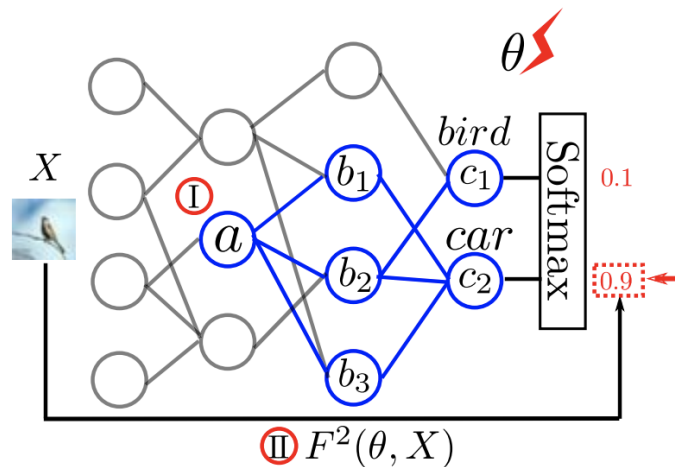 θ
X
bird
Softmax
I
b₁
c₁
0.1
a
car
b₂
c₂
0.9
b₃
II F²(θ, X)